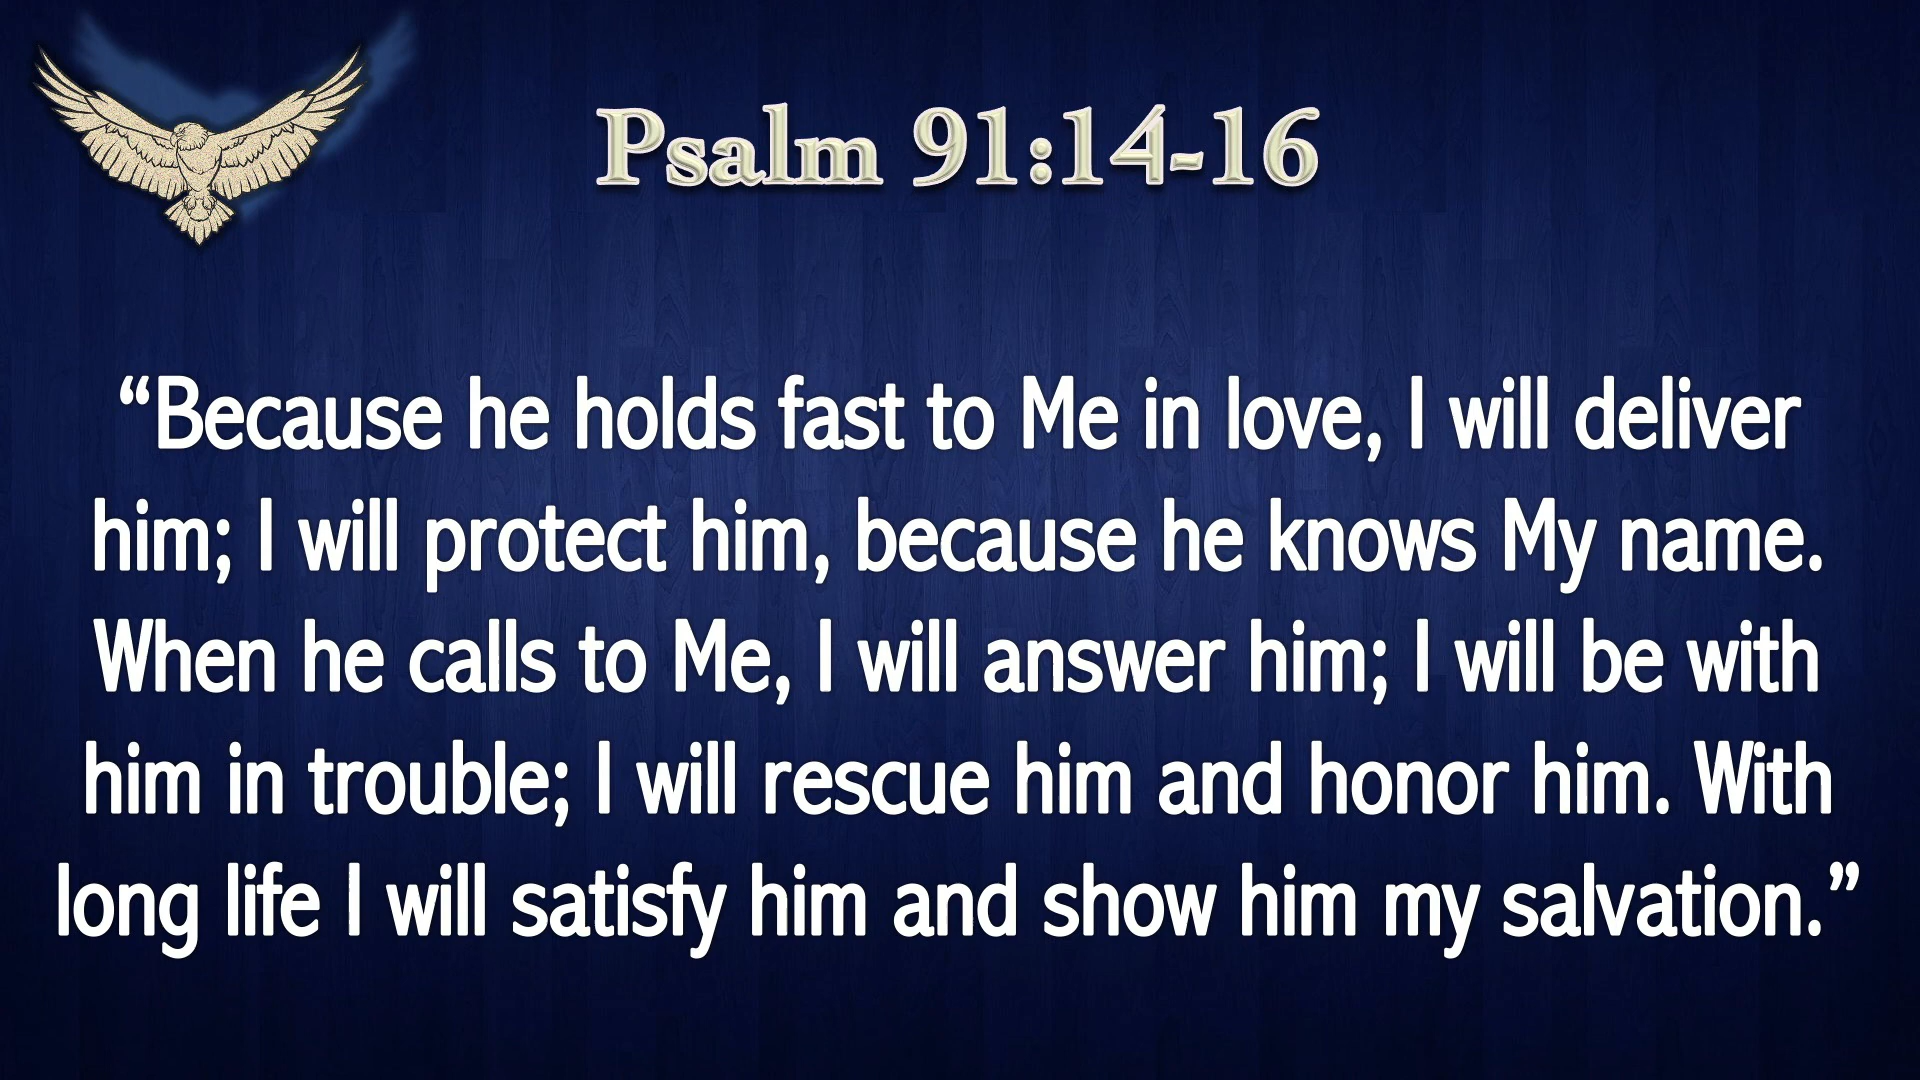 Psalm 91:14-16
“Because he holds fast to Me in love, I will deliver
him; I will protect him, because he knows My name.
When he calls to Me, I will answer him; I will be with
him in trouble; I will rescue him and honor him. With
long life I will satisfy him and show him my salvation.”